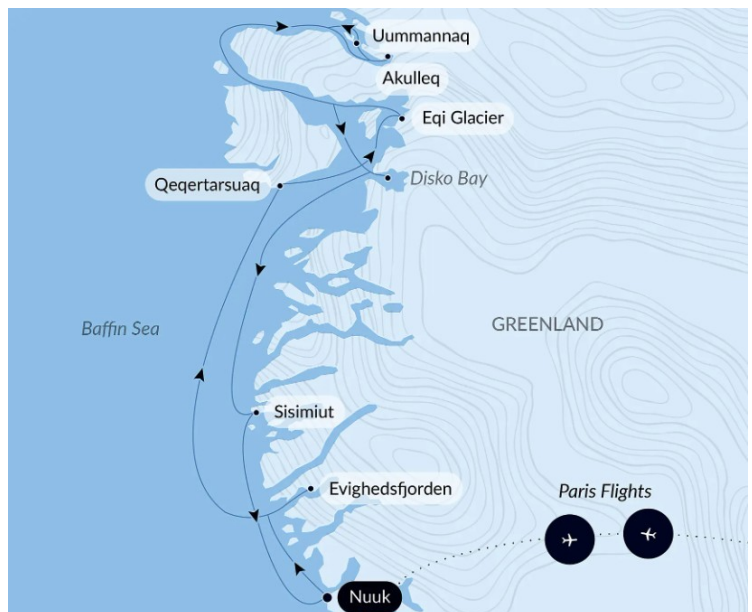 Uummannaq
Akulleq
Eqi Glacier
Qeqertarsuaq
Disko Bay
Baffin Sea
GREENLAND
Sisimiut
Evighedsfjorden
Paris Flights
Nuuk